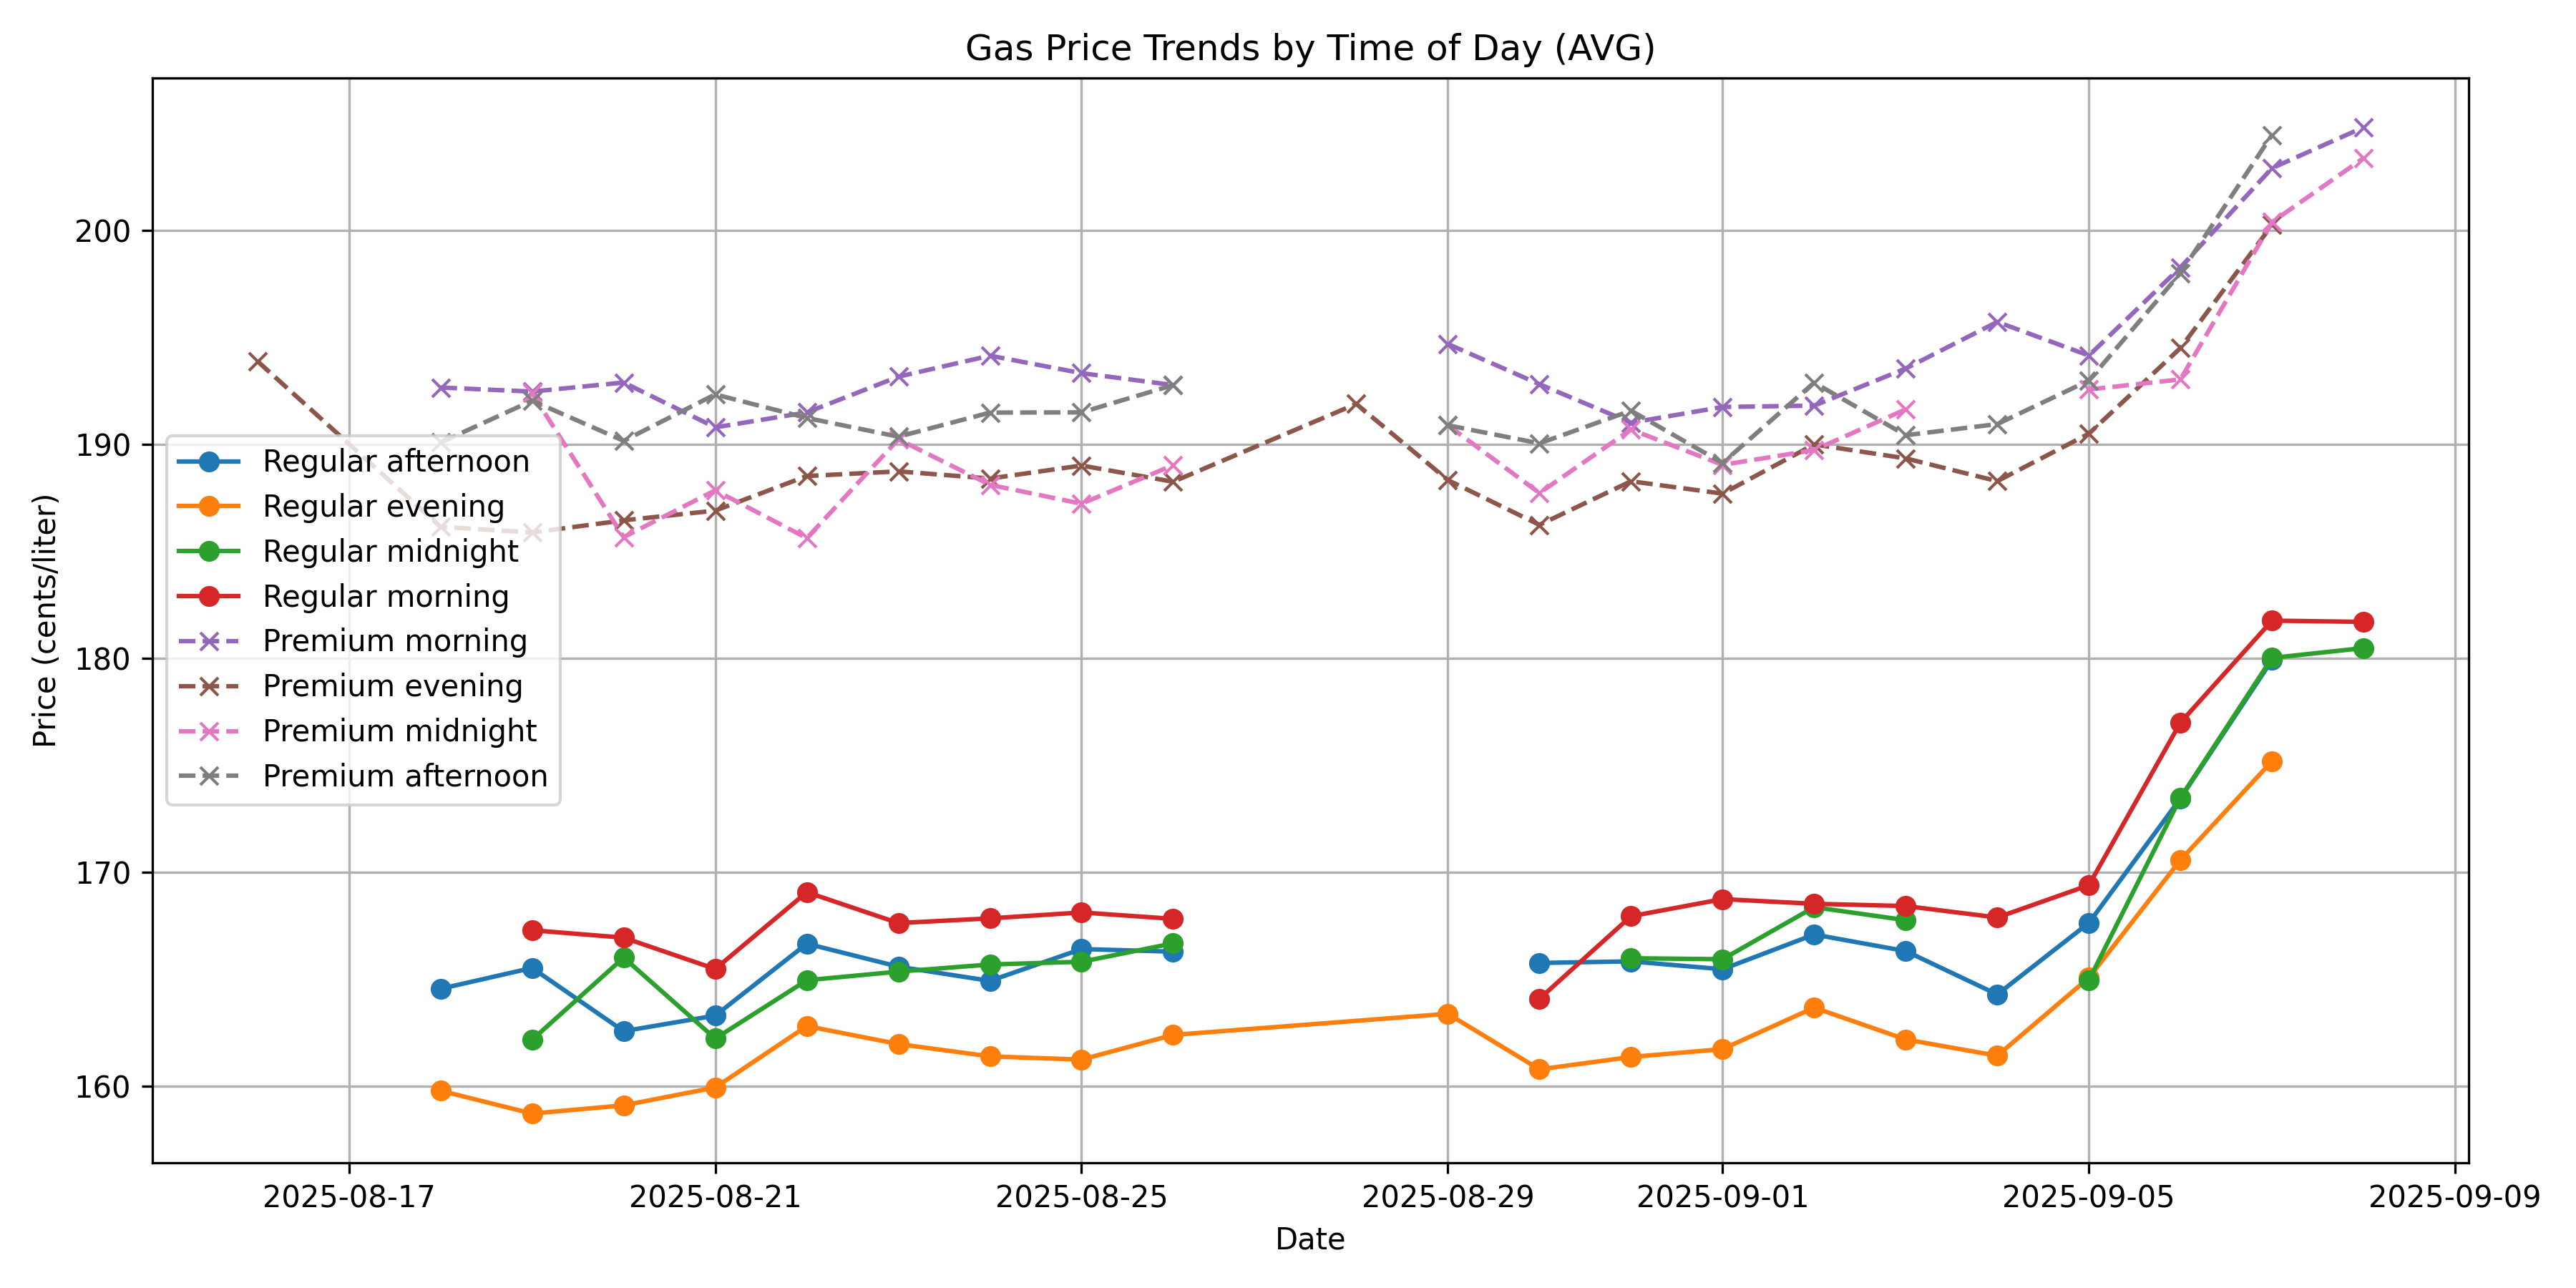 Gas Price Trends by Time of Day (AVG)
Price (cents/liter)
200
190
180
170
160
Regular afternoon
Regular evening
Regular midnight
Regular morning
Premium morning
Premium evening
Premium midnight
Premium afternoon
2025-08-17 2025-08-21 2025-08-25 2025-08-29 2025-09-01 2025-09-05 2025-09-09
Date